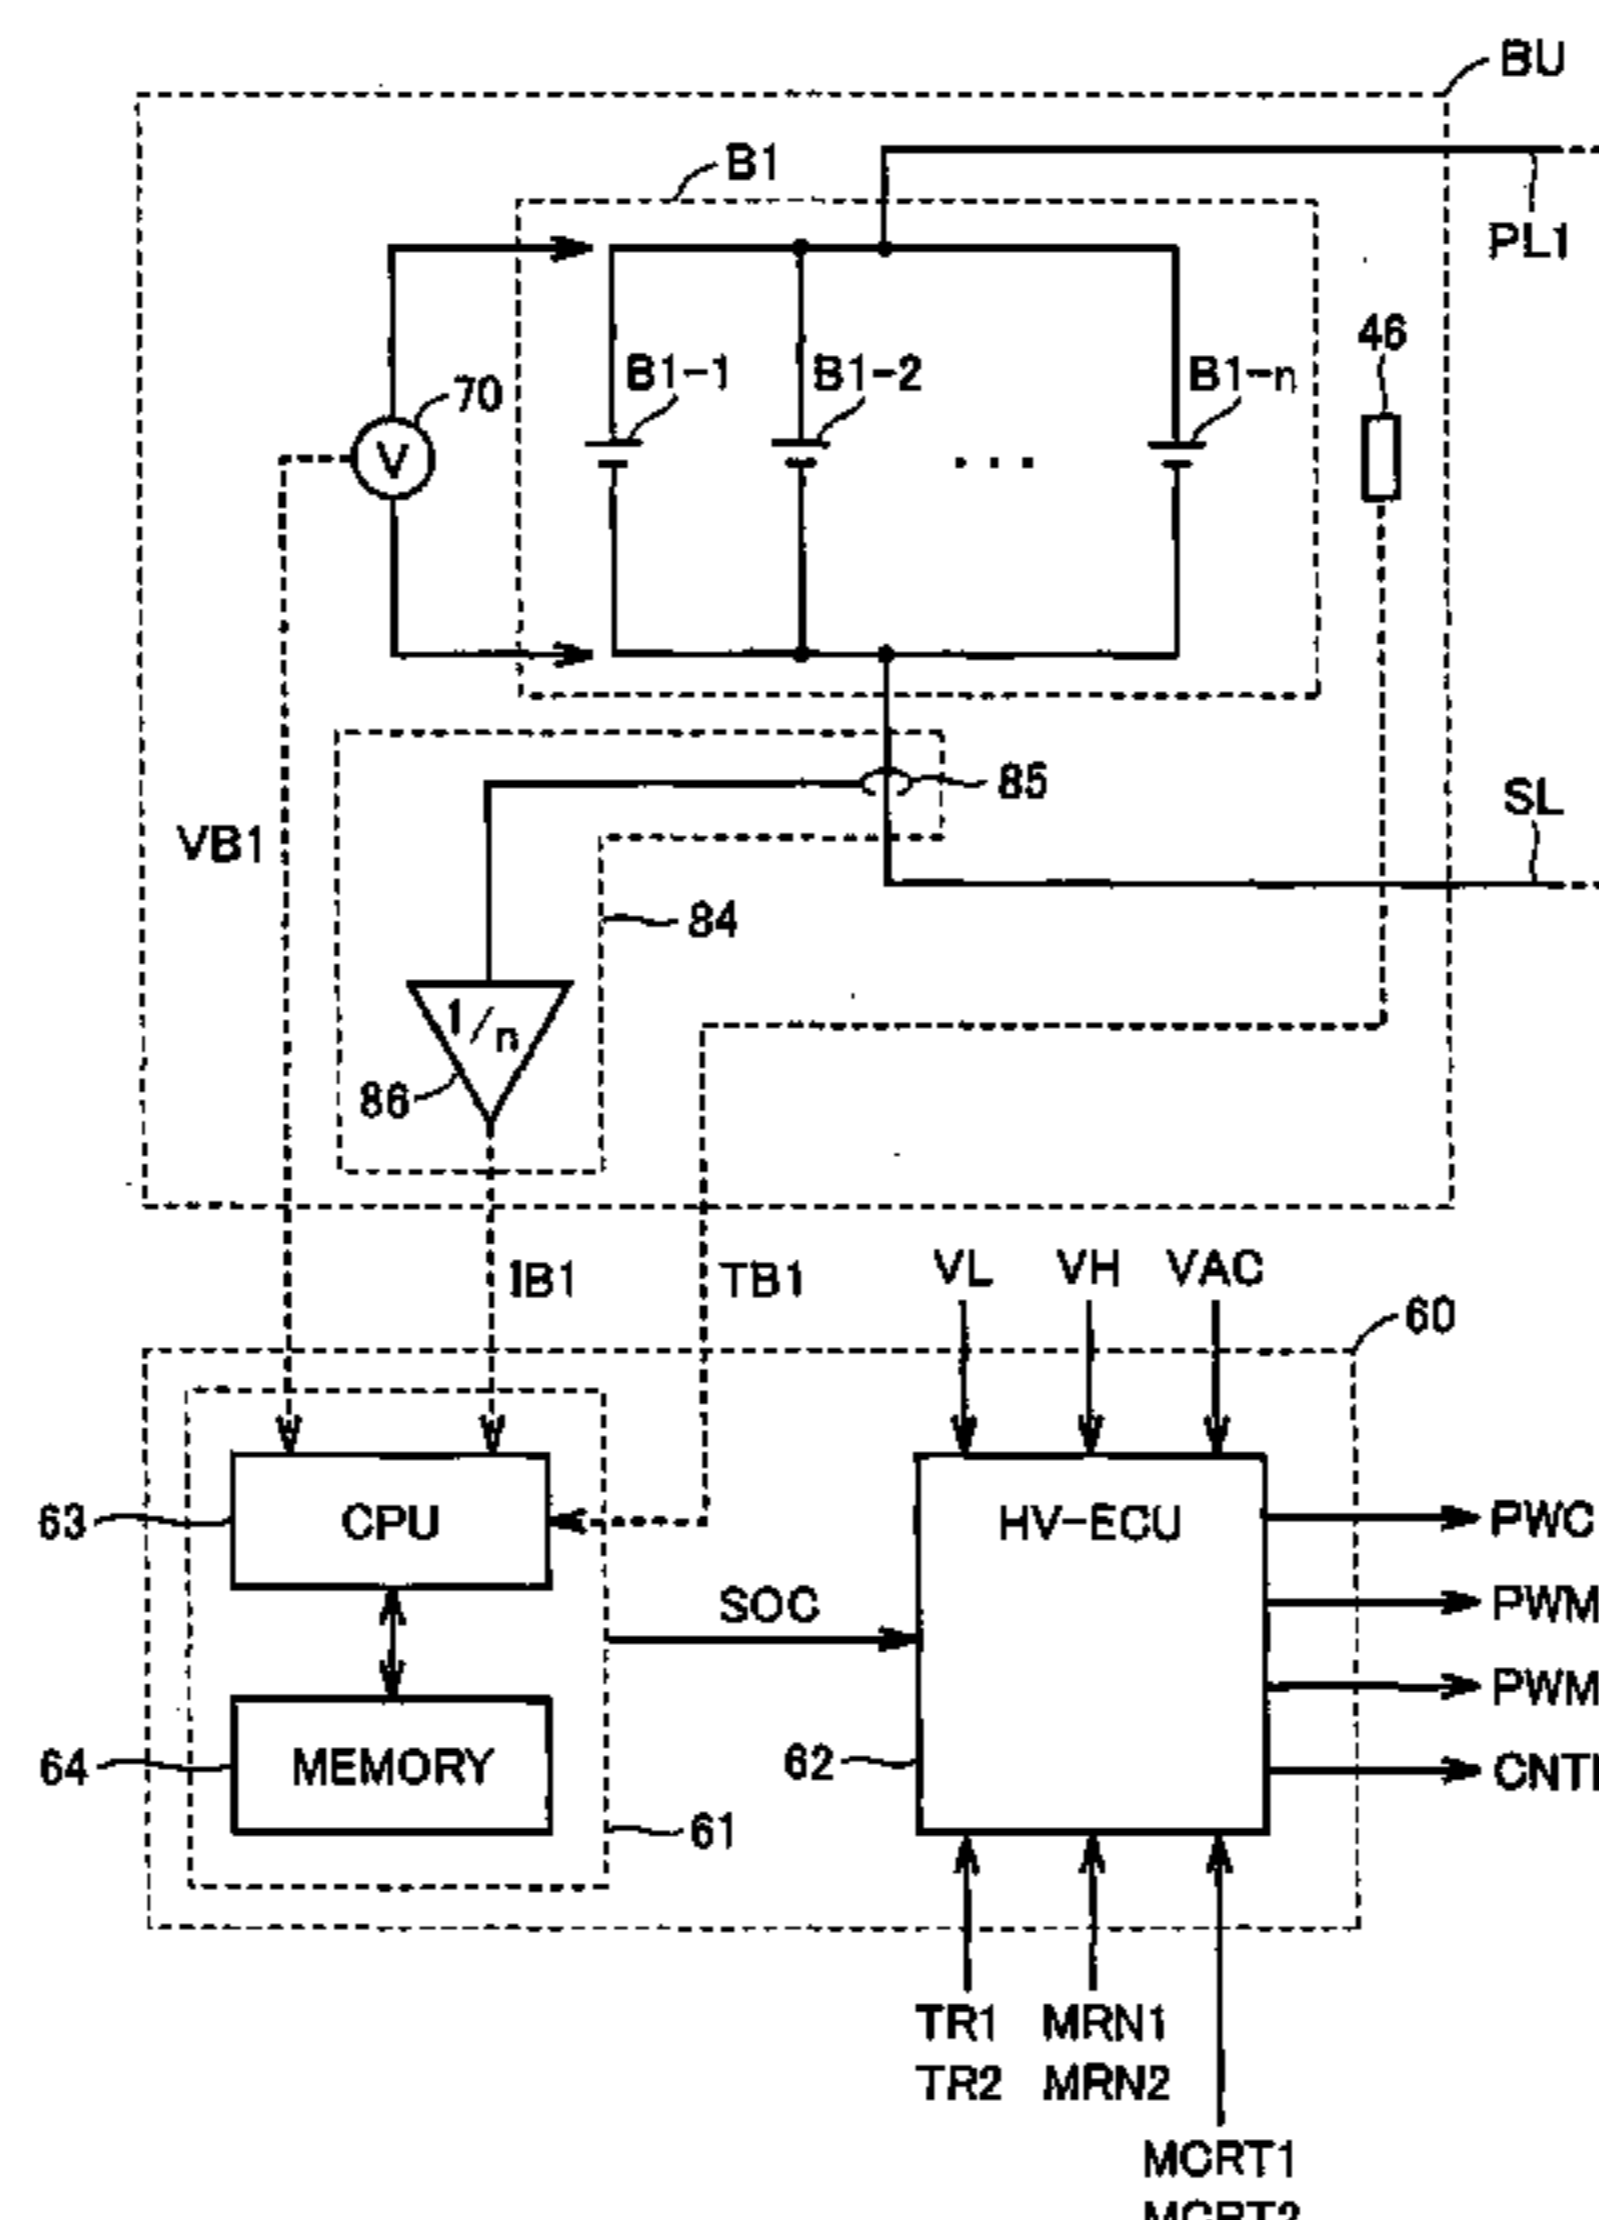 BU
B1
PL1
46
B1-1
B1-2
B1-n
70
V
...
85
SL
VB1
84
1/n
86
IB1
TB1
VL
VH
VAC
60
63
CPU
HV-ECU
PWC
SOC
PWM
PWM
64
MEMORY
62
CNT
61
TR1
MRN1
TR2
MRN2
MCRT1
MCRT2